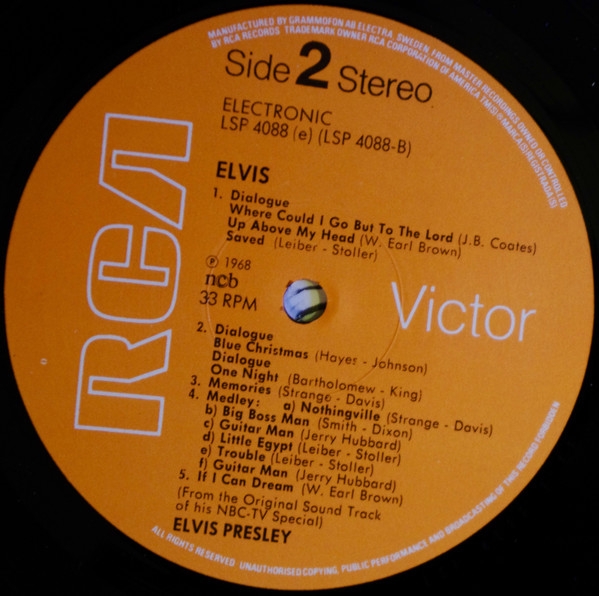 MANUFACTURED BY GRAMMOFON AB ELECTRA, SWEDEN, FROM MASTER RECORDINGS OWNED OR CONTROLLED
BY RCA RECORDS TRADEMARK OWNER RCA CORPORATION OF AMERICA TM(S)® MARCA(S) REGISTRADA(S)
Side 2 Stereo
ELECTRONIC
LSP 4088 (e) (LSP 4088-B)
RCA
ELVIS
1. Dialogue
Where Could I Go But To The Lord (J.B. Coates)
Up Above My Head (W. Earl Brown)
Saved (Leiber - Stoller)
℗ 1968
ncb
33 RPM
Victor
2. Dialogue
Blue Christmas (Hayes - Johnson)
Dialogue
One Night (Bartholomew - King)
3. Memories (Strange - Davis)
4. Medley: a) Nothingville (Strange - Davis)
b) Big Boss Man (Smith - Dixon)
c) Guitar Man (Jerry Hubbard)
d) Little Egypt (Leiber - Stoller)
e) Trouble (Leiber - Stoller)
f) Guitar Man (Jerry Hubbard)
5. If I Can Dream (W. Earl Brown)
(From the Original Sound Track
of his NBC-TV Special)
ELVIS PRESLEY
ALL RIGHTS RESERVED UNAUTHORISED COPYING, PUBLIC PERFORMANCE AND BROADCASTING OF THIS RECORD FORBIDDEN